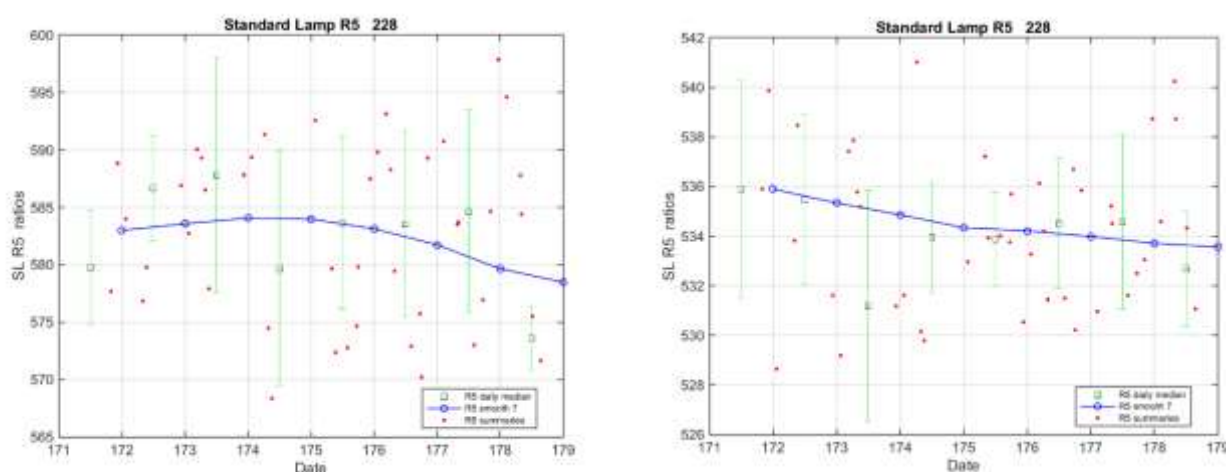 Standard Lamp R5 228
600
595
590
585
580
575
570
565
SL R5 ratios
171 172 173 174 175 176 177 178 179
Date
R5 daily median
R5 smooth 7
R5 summaries
Standard Lamp R5 228
542
540
538
536
534
532
530
528
526
SL R5 ratios
171 172 173 174 175 176 177 178 179
Date
R5 daily median
R5 smooth 7
R5 summaries